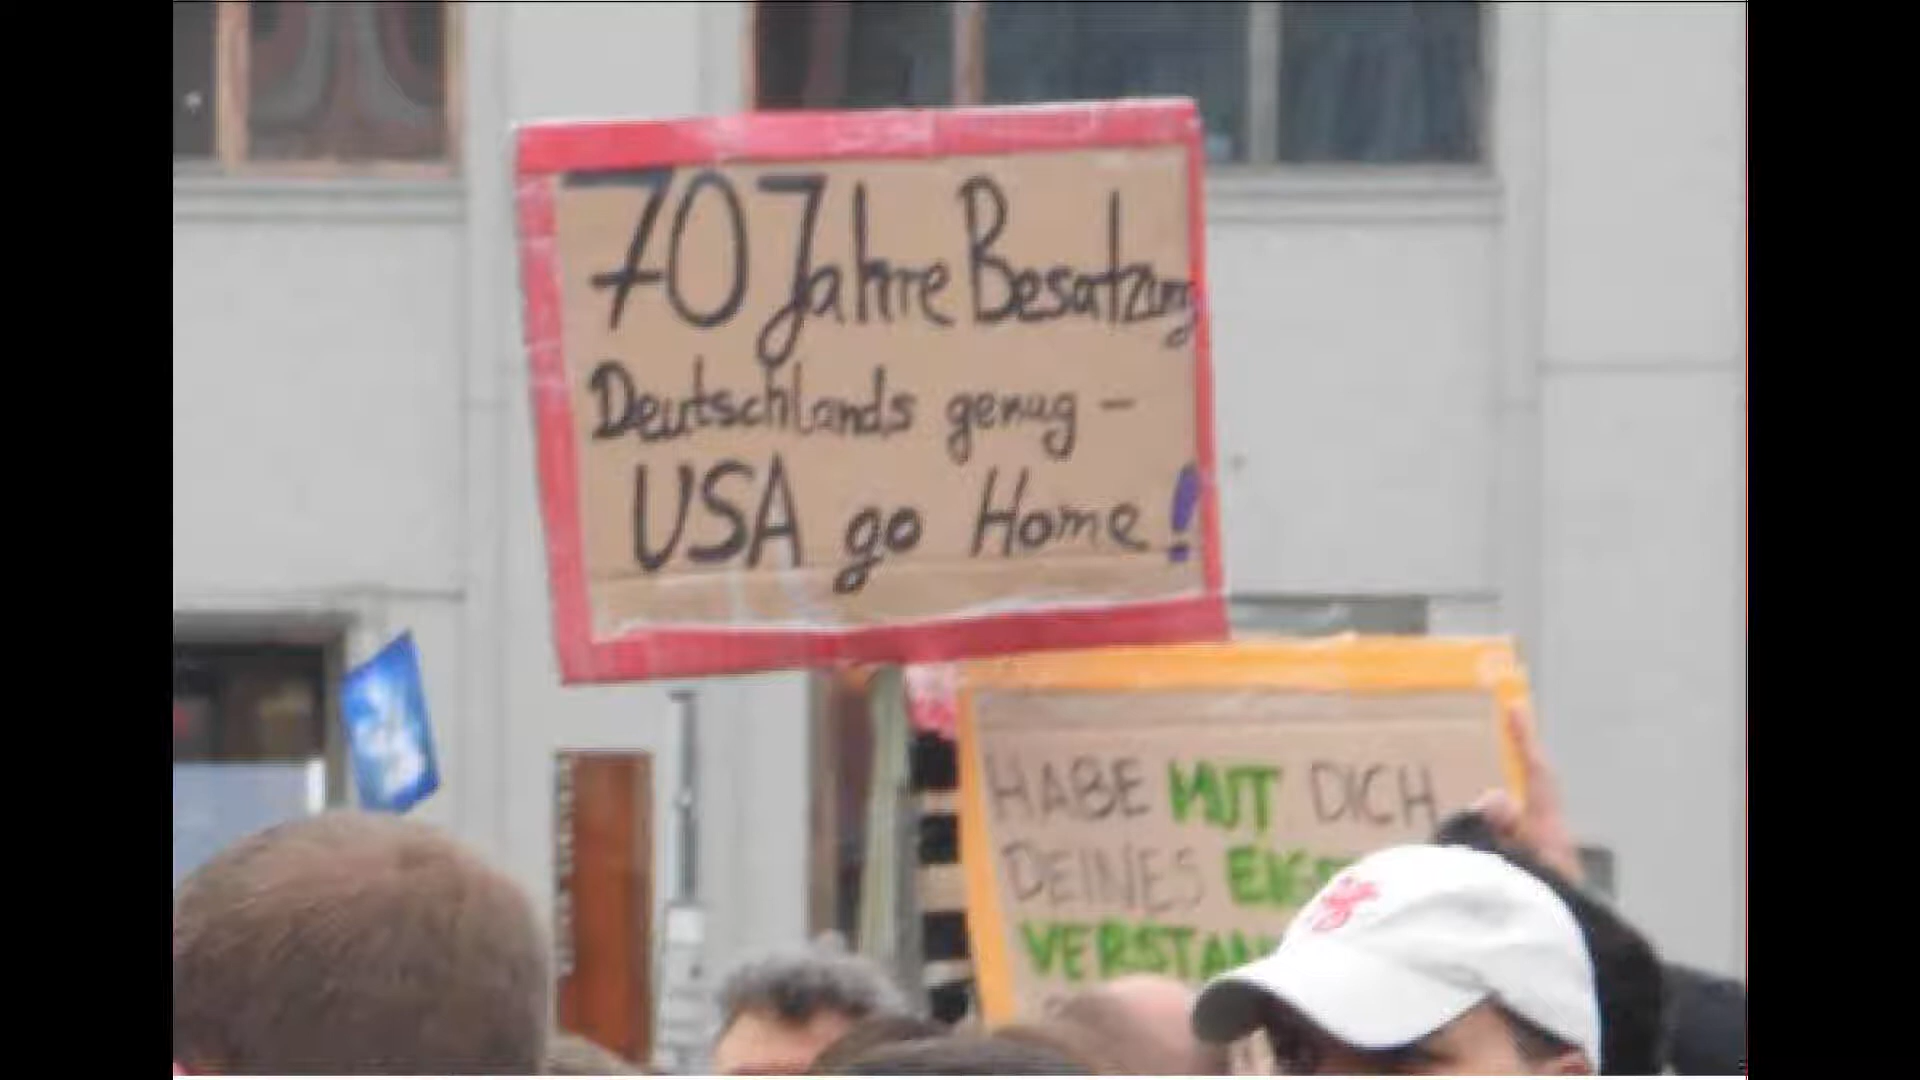 70 Jahre Besatzung
Deutschlands genug –
USA go Home!
HABE MUT DICH
DEINES